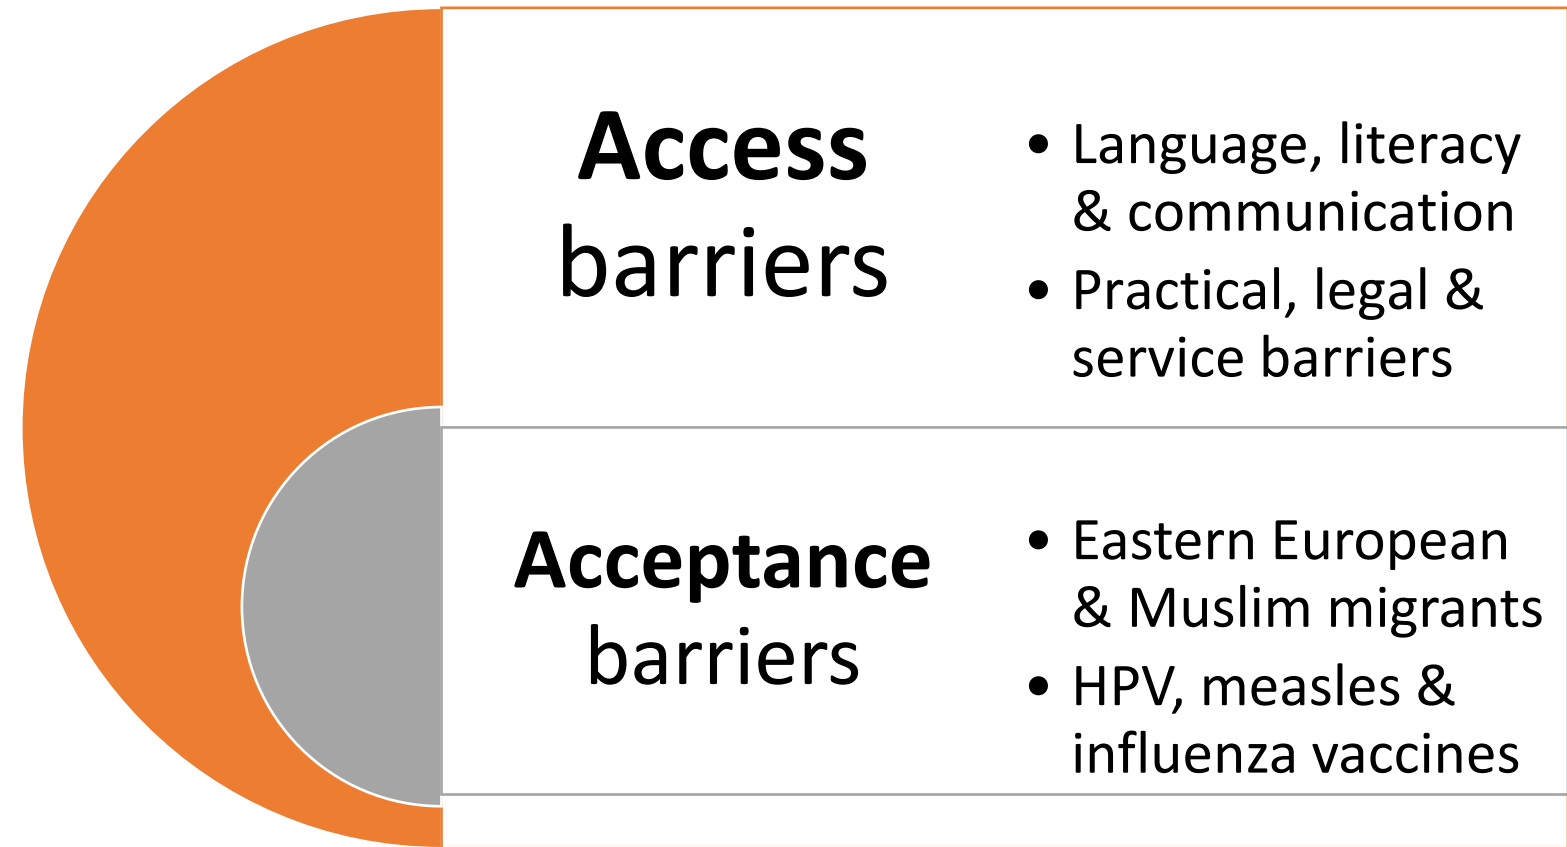 Access
barriers
• Language, literacy
& communication
• Practical, legal &
service barriers
Acceptance
barriers
• Eastern European
& Muslim migrants
• HPV, measles &
influenza vaccines